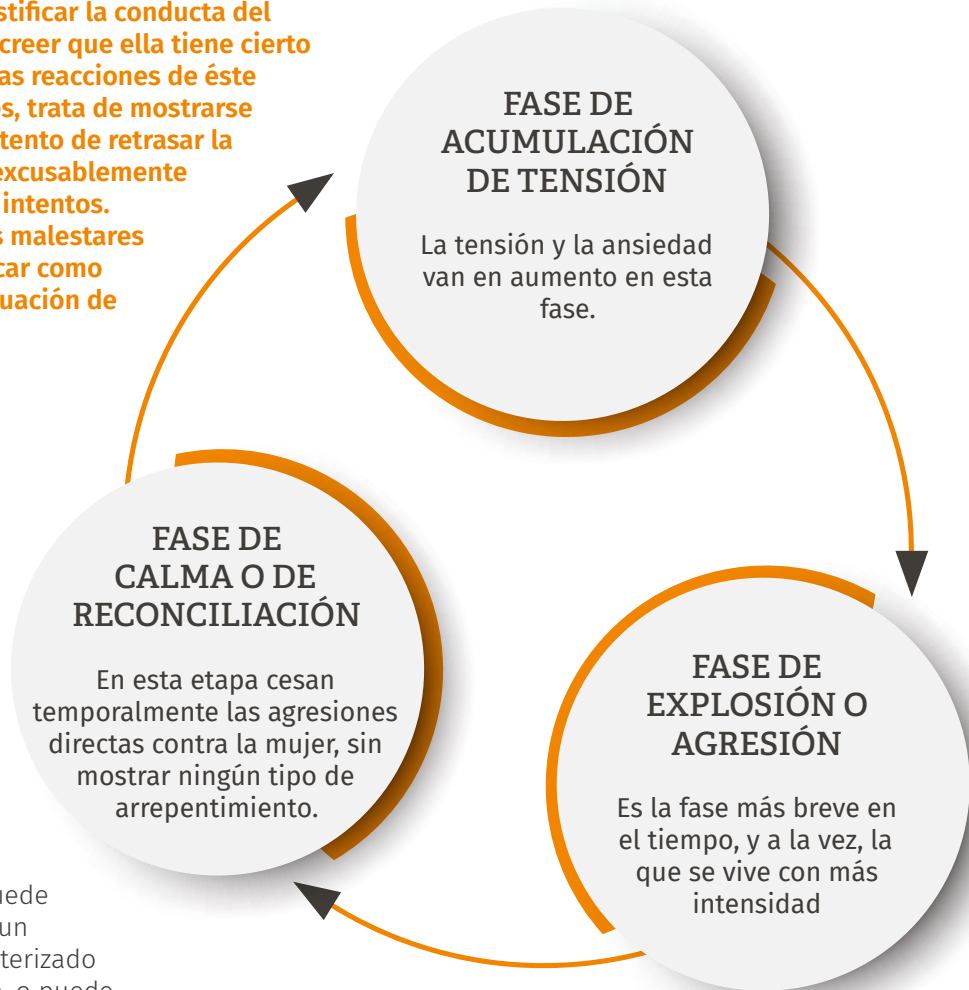 stificar la conducta del
creer que ella tiene cierto
as reacciones de éste
s, trata de mostrarse
tento de retrasar la
excusablemente
intentos.
s malestares
car como
uación de
FASE DE
ACUMULACIÓN
DE TENSIÓN
La tensión y la ansiedad
van en aumento en esta
fase.
FASE DE
CALMA O DE
RECONCILIACIÓN
En esta etapa cesan
temporalmente las agresiones
directas contra la mujer, sin
mostrar ningún tipo de
arrepentimiento.
FASE DE
EXPLOSIÓN O
AGRESIÓN
Es la fase más breve en
el tiempo, y a la vez, la
que se vive con más
intensidad
uede
un
terizado
o puede